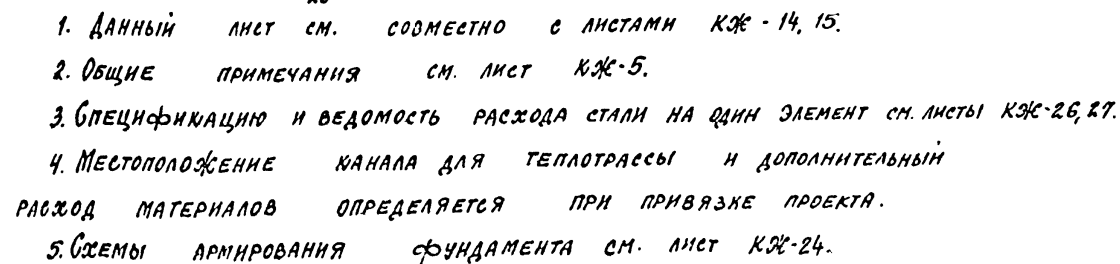 1. Данный лист см. совместно с листами КЖ - 14, 15.
2. Общие примечания см. лист КЖ-5.
3. Спецификацию и ведомость расхода стали на один элемент см. листы КЖ-26, 27.
4. Местоположение канала для теплотрассы и дополнительный
расход материалов определяется при привязке проекта.
5. Схемы армирования фундамента см. лист КЖ-24.